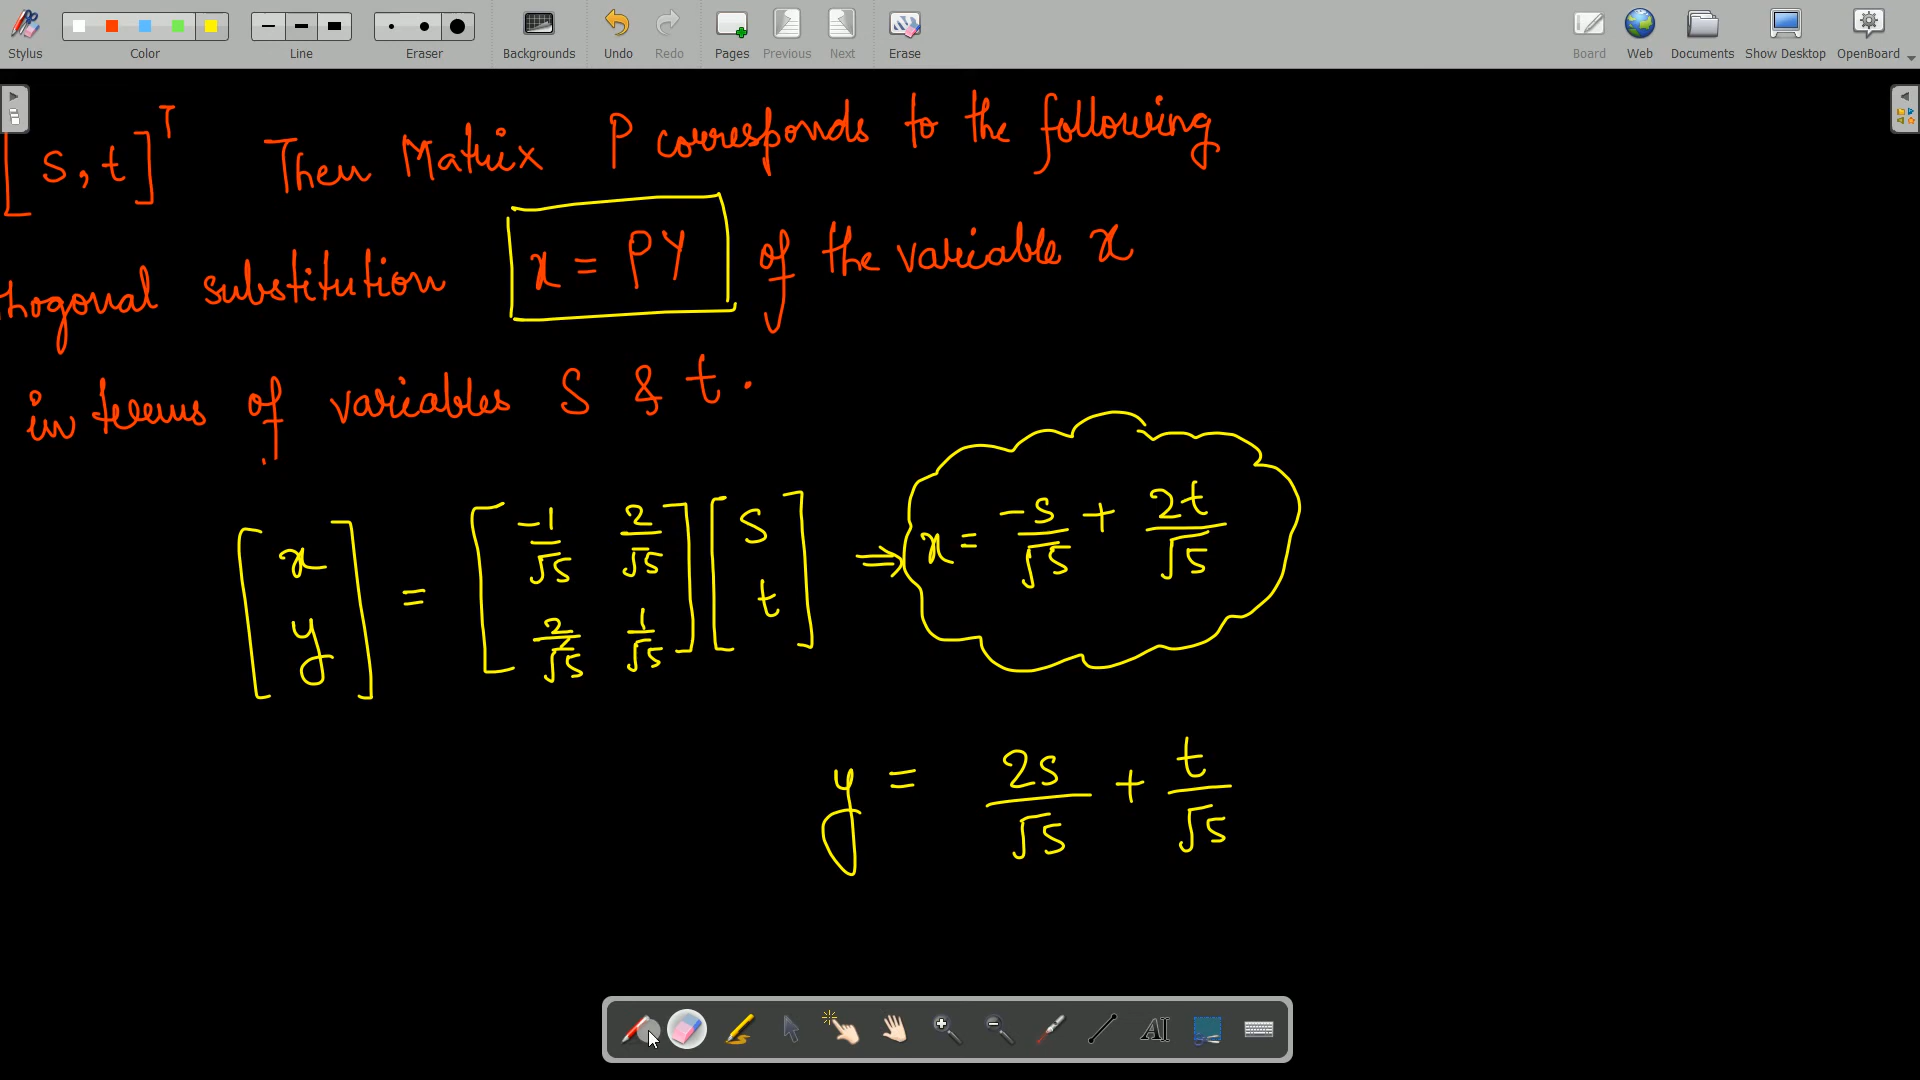 Stylus Color Line Eraser Backgrounds Undo Redo Pages Previous Next Erase Board Web Documents Show Desktop OpenBoard
[s, t]ᵀ Then Matrix P corresponds to the following
hogonal substitution x = PY of the variable x
in terms of variables S & t.
[x y] = [-1/√5 2/√5 2/√5 1/√5] [s t] ⇒ x = -s/√5 + 2t/√5
y = 2s/√5 + t/√5